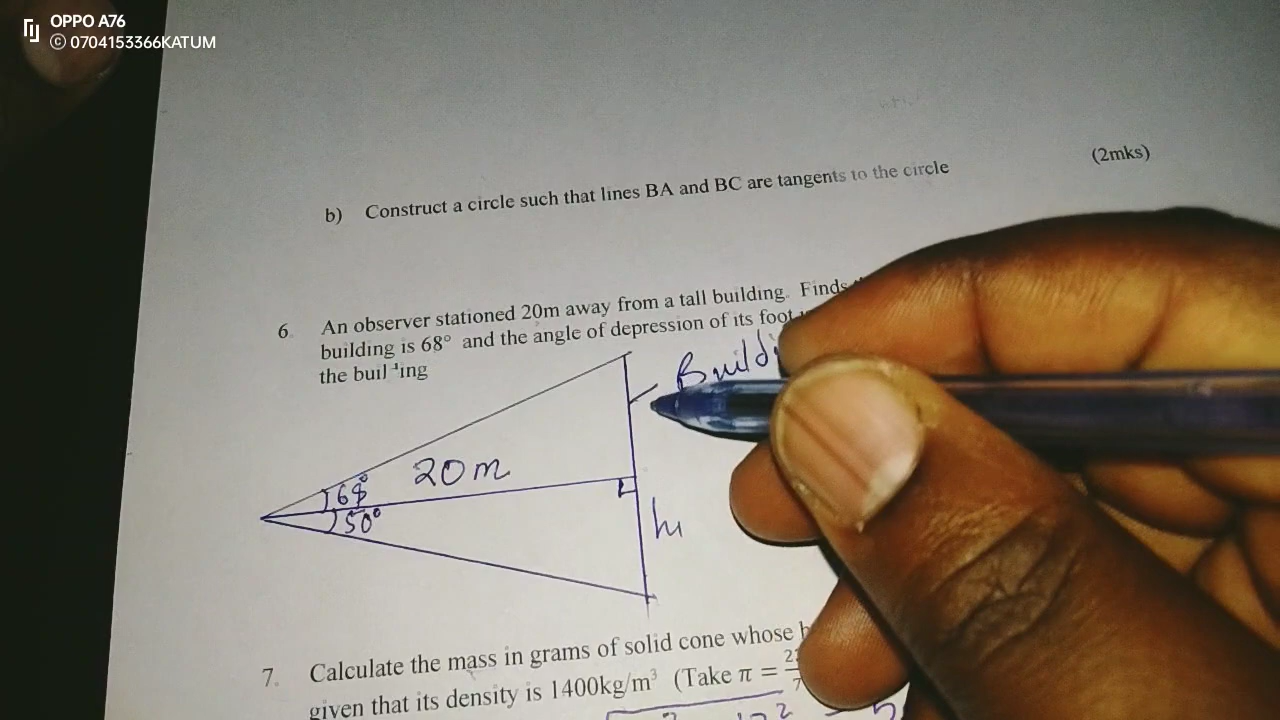 OPPO A76
© 0704153366KATUM
(2mks)
b) Construct a circle such that lines BA and BC are tangents to the circle
6. An observer stationed 20m away from a tall building. Finds
building is 68° and the angle of depression of its foot
the building
Build
20m
68°
50°
h
7. Calculate the mass in grams of solid cone whose
given that its density is 1400kg/m³ (Take π =